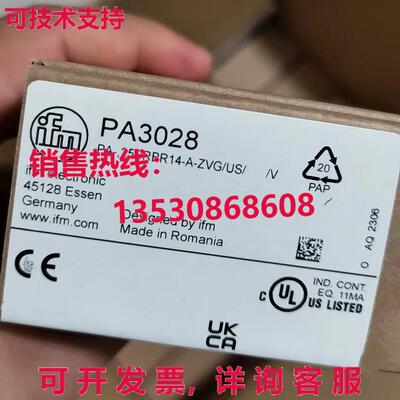 可技术支持
ifm
PA3028
PA-   BR14-A-ZVG/US/ /V
销售热线：
ifm electronic
45128 Essen
Germany
www.ifm.com
13530868608
Designed by ifm
Made in Romania
20
PAP
AQ 2306
CE
C UL US LISTED
IND. CONT.
EQ. 11MA
UK
CA
可开发票,详询客服